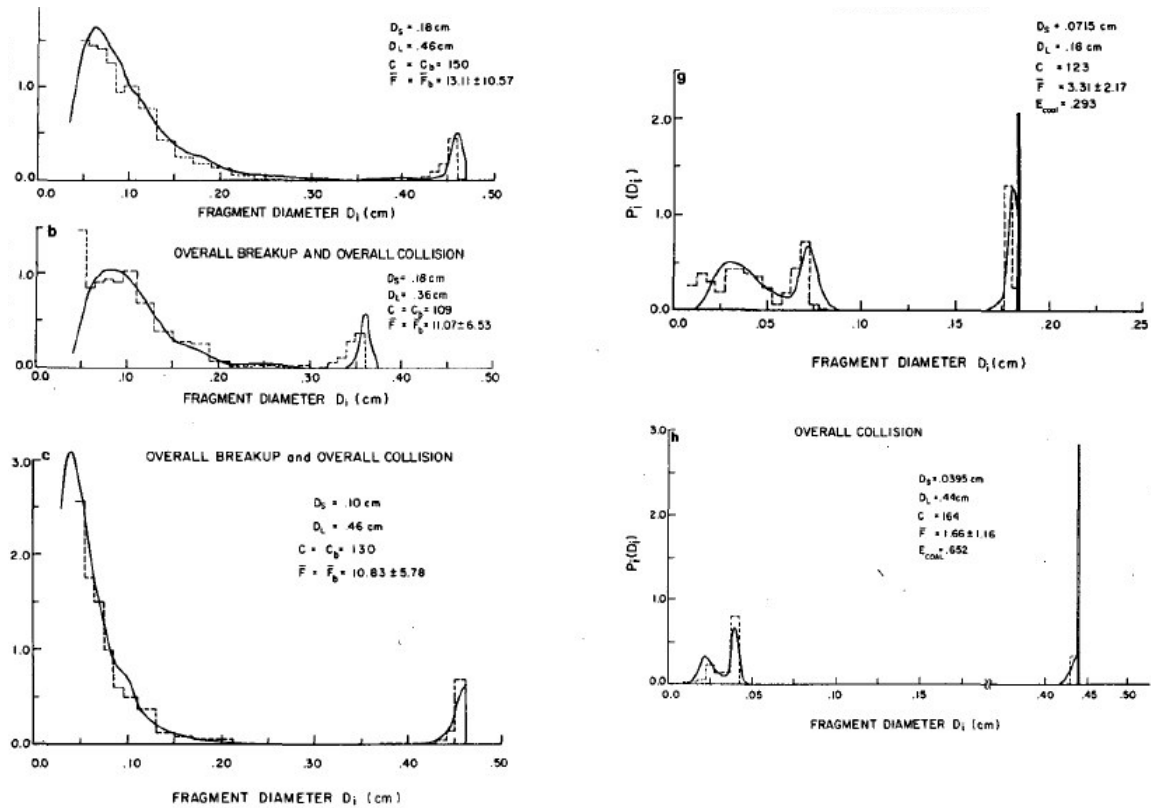 D_S = .18cm
D_L = .46cm
C = C_b = 150
F̄ = F̄_b = 13.11 ± 10.57
1.0
0.0
0.0 .10 .20 .30 .40 .50
FRAGMENT DIAMETER D_i (cm)
b
OVERALL BREAKUP AND OVERALL COLLISION
D_S = .18 cm
D_L = .36 cm
C = C_b = 109
F̄ = F̄_b = 11.07 ± 6.53
1.0
0.0
0.0 .10 .20 .30 .40 .50
FRAGMENT DIAMETER D_i (cm)
c
OVERALL BREAKUP and OVERALL COLLISION
D_S = .10 cm
D_L = .46 cm
C = C_b = 130
F̄ = F̄_b = 10.83 ± 5.78
3.0
2.0
1.0
0.0
0.0 .10 .20 .30 .40 .50
FRAGMENT DIAMETER D_i (cm)
g
D_S = .0715 cm
D_L = .18 cm
C = 123
F̄ = 3.31 ± 2.17
E_coal = .293
P_i(D_i)
2.0
1.0
0.0
0.0 .05 .10 .15 .20 .25
FRAGMENT DIAMETER D_i (cm)
h
OVERALL COLLISION
D_S = .0395 cm
D_L = .44cm
C = 164
F̄ = 1.66 ± 1.16
E_COAL = .652
P_i(D_i)
3.0
2.0
1.0
0.0
0.0 .05 .10 .15 .40 .45 0.50
FRAGMENT DIAMETER D_i (cm)